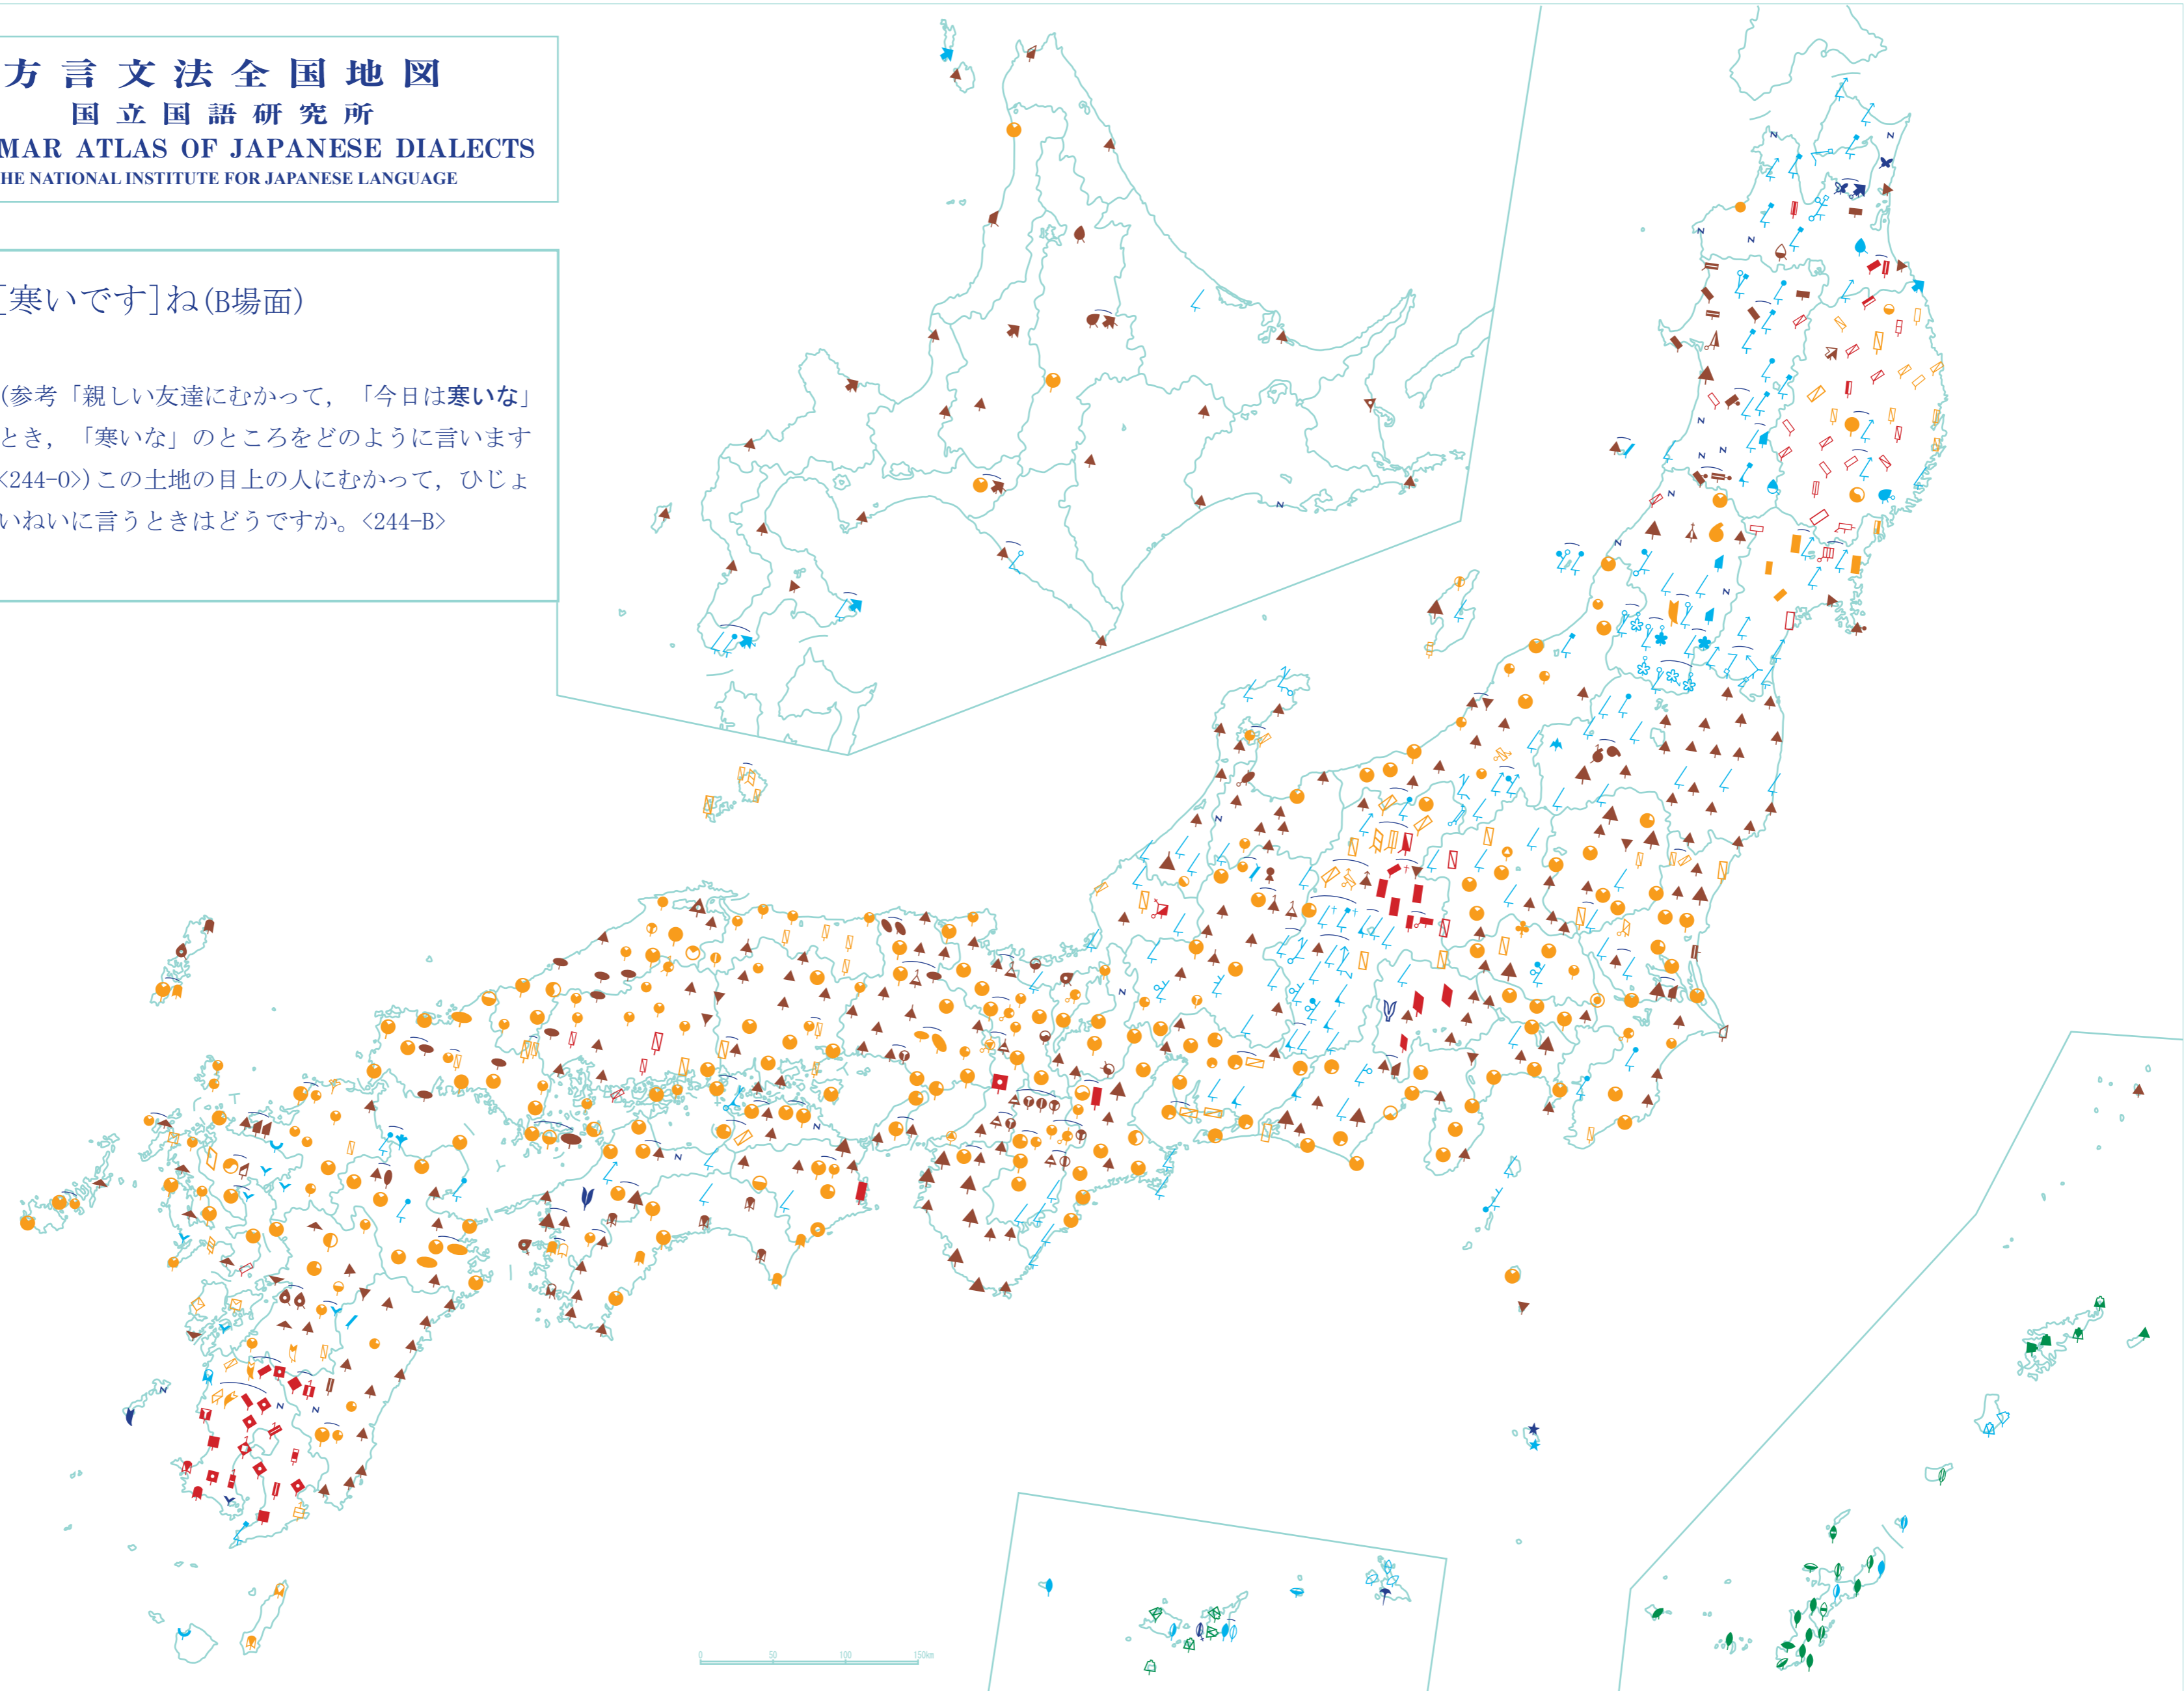 方言文法全国地図
国立国語研究所
MAR ATLAS OF JAPANESE DIALECTS
HE NATIONAL INSTITUTE FOR JAPANESE LANGUAGE
[寒いです]ね(B場面)
(参考「親しい友達にむかって，「今日は寒いな」
とき，「寒いな」のところをどのように言います
<244-0>)この土地の目上の人にむかって，ひじょ
いねいに言うときはどうですか。<244-B>
0 50 100 150km